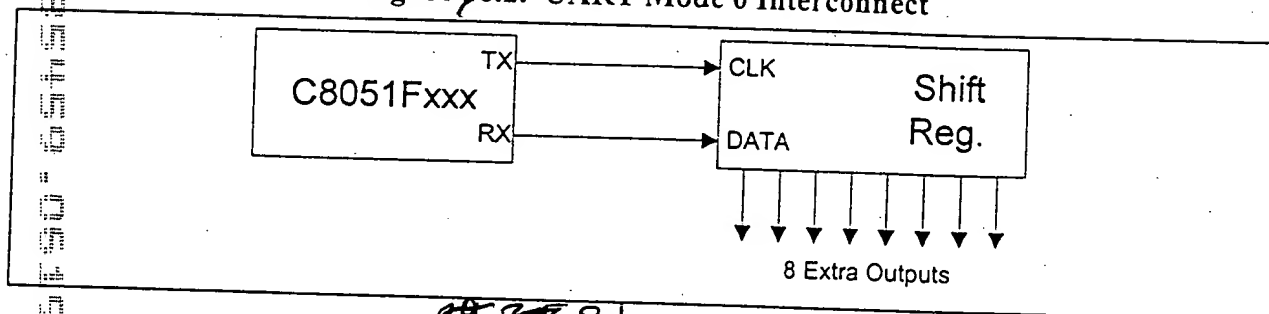 UART Mode 0 Interconnect
C8051Fxxx
TX
RX
CLK
DATA
Shift
Reg.
8 Extra Outputs